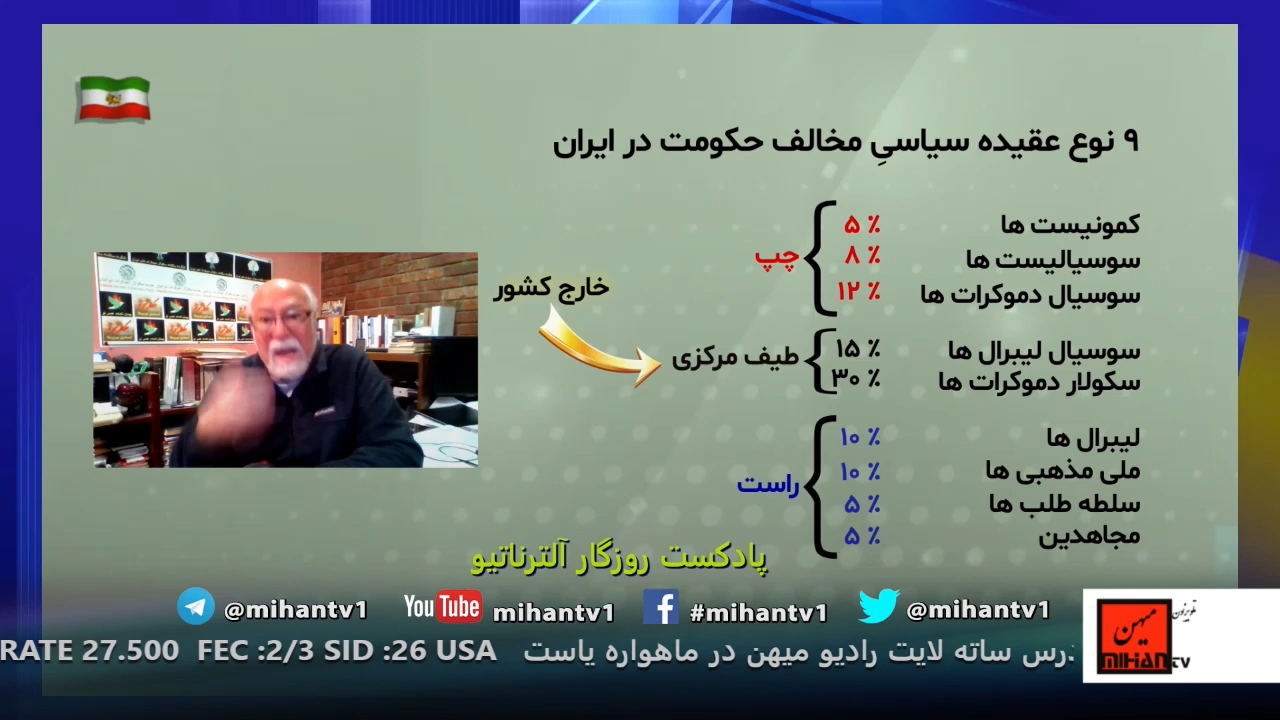 ۹ نوع عقیده سیاسیِ مخالف حکومت در ایران
کمونیست ها ٪ ۵
سوسیالیست ها ٪ ۸
سوسیال دموکرات ها ٪ ۱۲
چپ
سوسیال لیبرال ها ٪ ۱۵
سکولار دموکرات ها ٪ ۳۰
طیف مرکزی
خارج کشور
لیبرال ها ٪ ۱۰
ملی مذهبی ها ٪ ۱۰
سلطه طلب ها ٪ ۵
مجاهدین ٪ ۵
راست
پادکست روزگار آلترناتیو
@mihantv1 YouTube mihantv1 #mihantv1 @mihantv1
RATE 27.500 FEC :2/3 SID :26 USA درس ساته لایت رادیو میهن در ماهواره یاست
تلویزیون
میهن
MIHAN TV